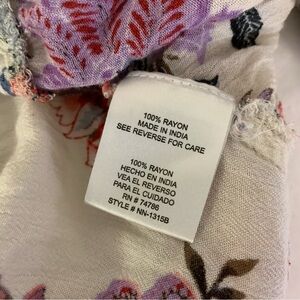 100% RAYON
MADE IN INDIA
SEE REVERSE FOR CARE
100% RAYON
HECHO EN INDIA
VEA EL REVERSO
PARA EL CUIDADO
RN # 74786
STYLE # NN-1315B